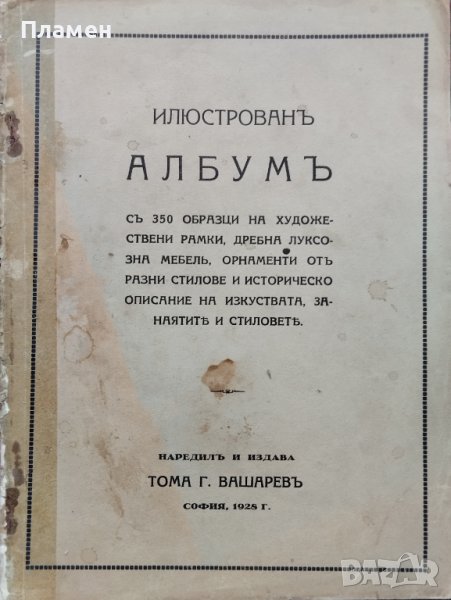 Пламен
ИЛЮСТРОВАНЪ
АЛБУМЪ
СЪ 350 ОБРАЗЦИ НА ХУДОЖЕ-
СТВЕНИ РАМКИ, ДРЕБНА ЛУКСО-
ЗНА МЕБЕЛЬ, ОРНАМЕНТИ ОТЪ
РАЗНИ СТИЛОВЕ И ИСТОРИЧЕСКО
ОПИСАНИЕ НА ИЗКУСТВАТА, ЗА-
НАЯТИТѢ И СТИЛОВЕТѢ.
НАРЕДИЛЪ И ИЗДАВА
ТОМА Г. ВАШАРЕВЪ
СОФИЯ, 1928 Г.
BAZAR